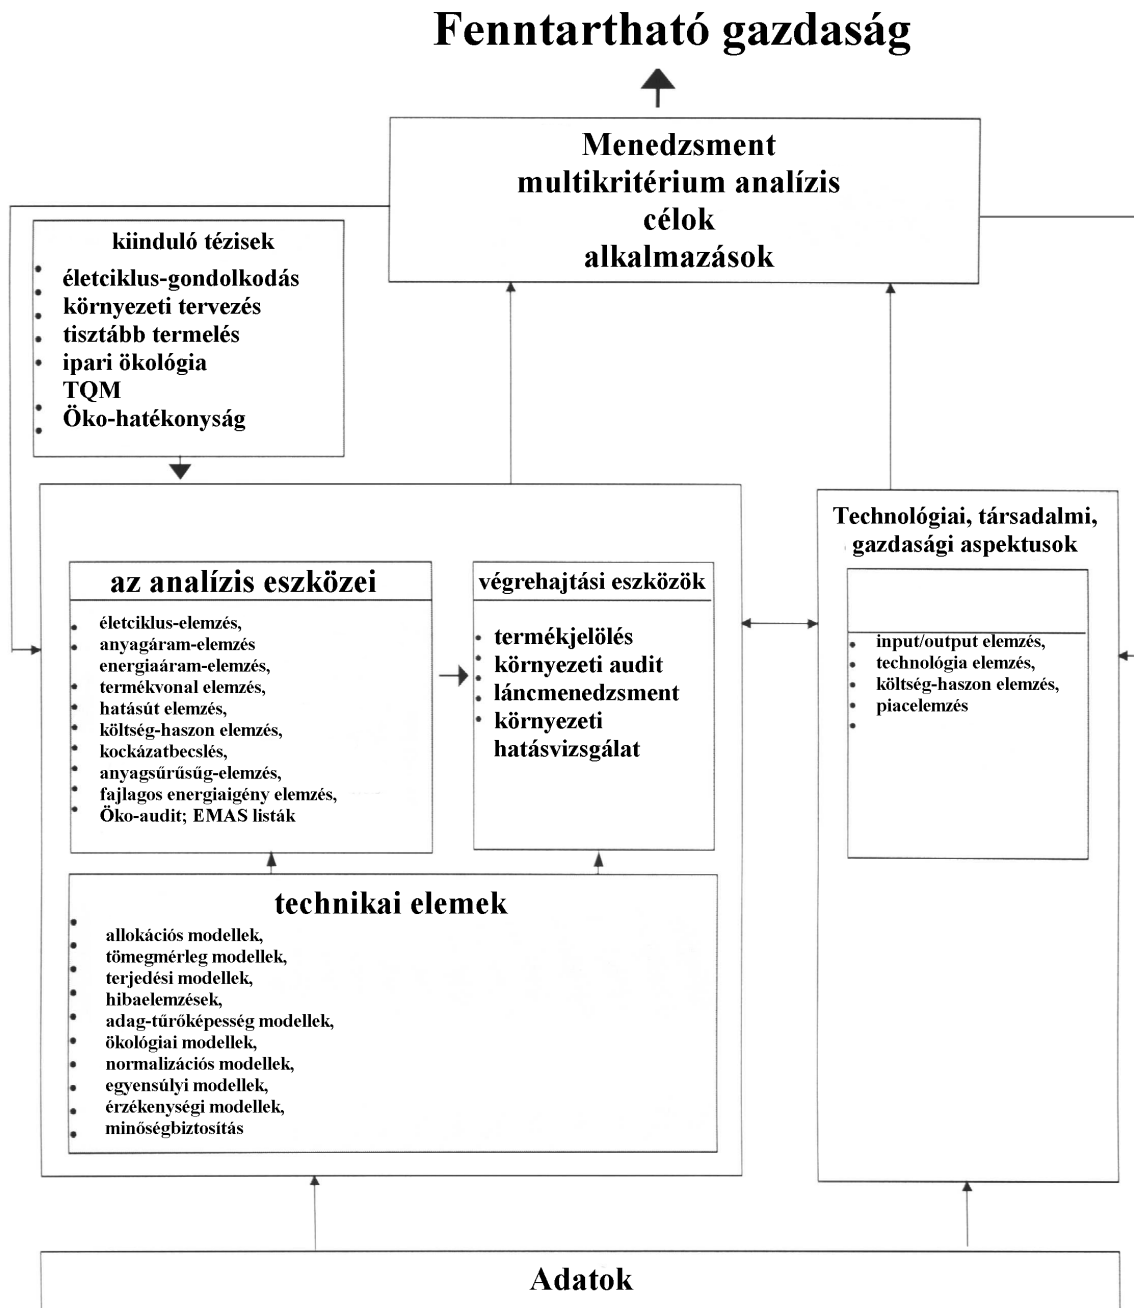 Fenntartható gazdaság
Menedzsment
multikritérium analízis
célok
alkalmazások
kiinduló tézisek
életciklus-gondolkodás
környezeti tervezés
tisztább termelés
ipari ökológia
TQM
Öko-hatékonyság
az analízis eszközei
életciklus-elemzés,
anyagáram-elemzés
energiaáram-elemzés,
termékvonal elemzés,
hatásút elemzés,
költség-haszon elemzés,
kockázatbecslés,
anyagsűrűsűg-elemzés,
fajlagos energiaigény elemzés,
Öko-audit; EMAS listák
végrehajtási eszközök
termékjelölés
környezeti audit
láncmenedzsment
környezeti
hatásvizsgálat
Technológiai, társadalmi,
gazdasági aspektusok
input/output elemzés,
technológia elemzés,
költség-haszon elemzés,
piacelemzés
technikai elemek
allokációs modellek,
tömegmérleg modellek,
terjedési modellek,
hibaelemzések,
adag-tűrőképesség modellek,
ökológiai modellek,
normalizációs modellek,
egyensúlyi modellek,
érzékenységi modellek,
minőségbiztosítás
Adatok